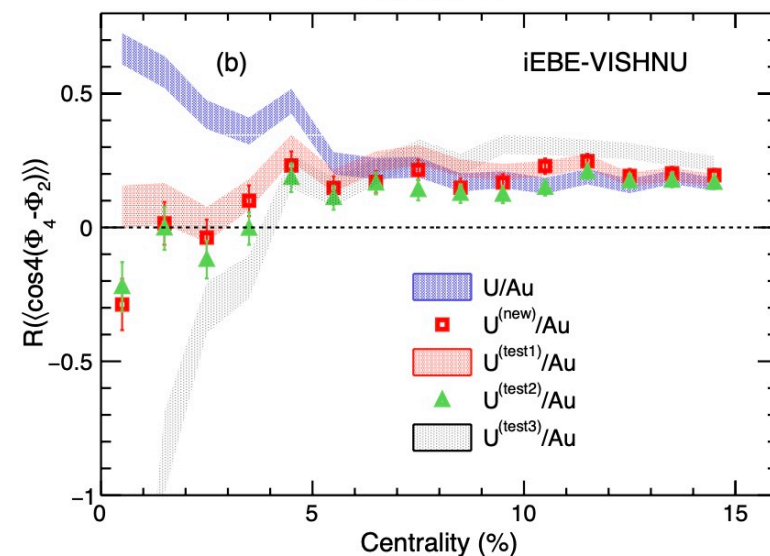 (b)
iEBE-VISHNU
R(⟨cos4(Φ₄-Φ₂)⟩)
0.5
0
−0.5
−1
U/Au
U^(new)/Au
U^(test1)/Au
U^(test2)/Au
U^(test3)/Au
0 5 10 15
Centrality (%)